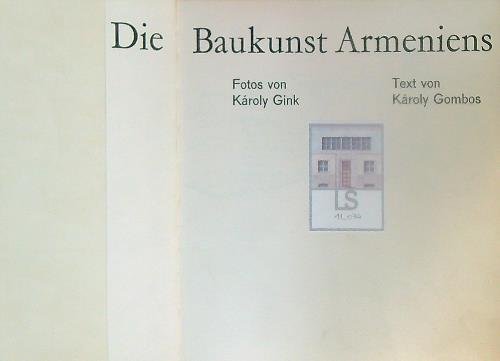 Die Baukunst Armeniens
Fotos von
Károly Gink
Text von
Károly Gombos
LS